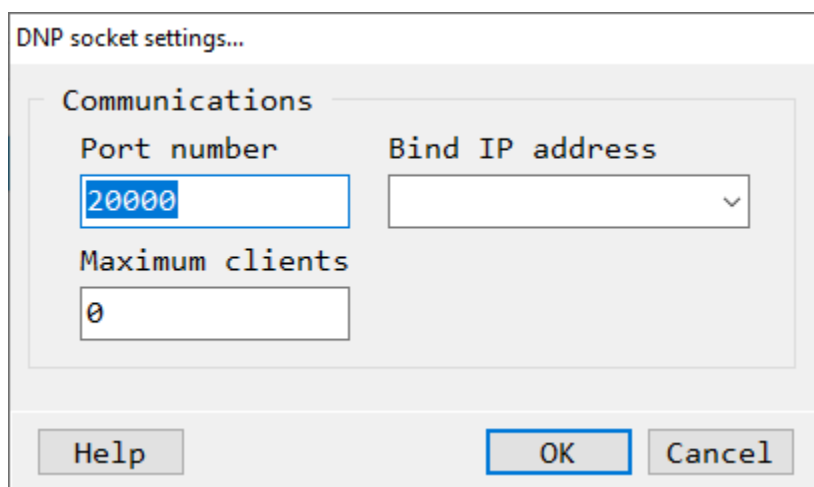 DNP socket settings...
Communications
Port number Bind IP address
20000
Maximum clients
0
Help OK Cancel